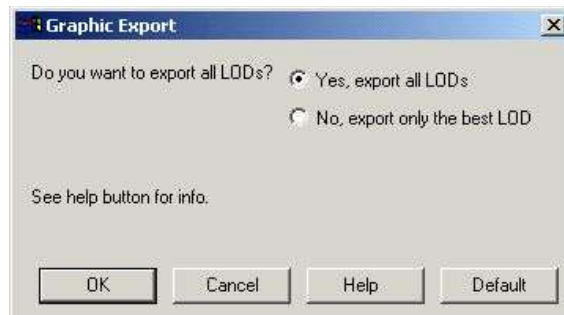 Graphic Export
Do you want to export all LODs?
Yes, export all LODs
No, export only the best LOD
See help button for info.
OK
Cancel
Help
Default